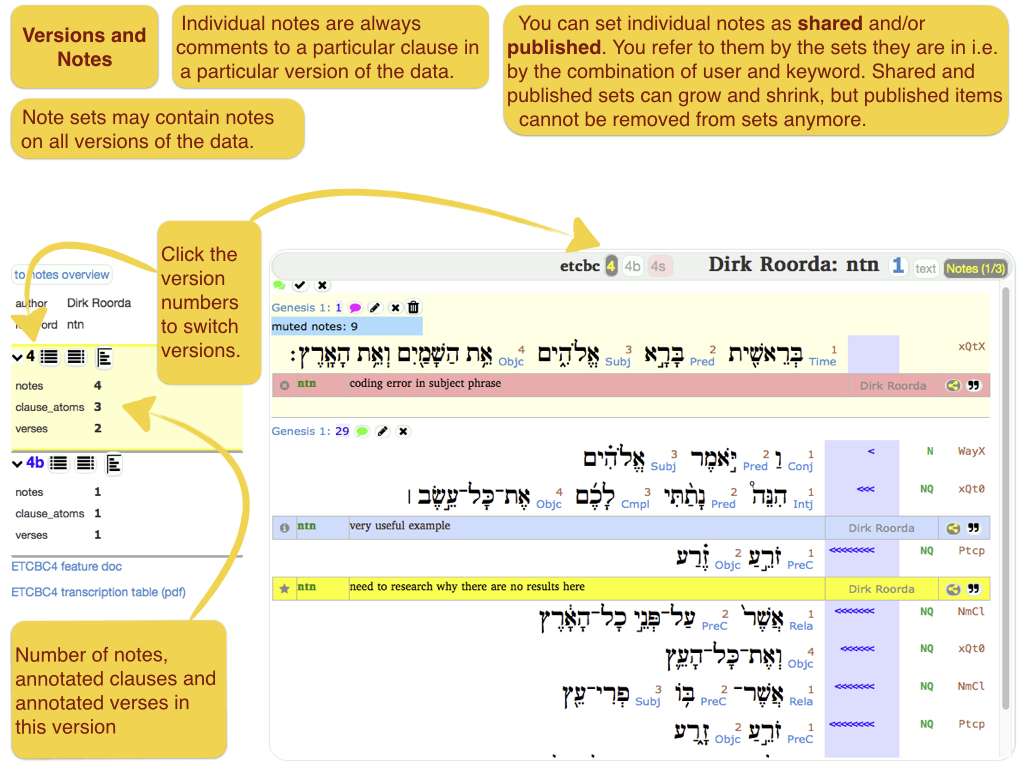 Versions and
Notes
Individual notes are always
comments to a particular clause in
a particular version of the data.
You can set individual notes as shared and/or
published. You refer to them by the sets they are in i.e.
by the combination of user and keyword. Shared and
published sets can grow and shrink, but published items
cannot be removed from sets anymore.
Note sets may contain notes
on all versions of the data.
Click the
version
numbers
to switch
versions.
to notes overview
author Dirk Roorda
ntn
4
notes 4
clause_atoms 3
verses 2
4b
notes 1
clause_atoms 1
verses 1
ETCBC4 feature doc
ETCBC4 transcription table (pdf)
Number of notes,
annotated clauses and
annotated verses in
this version
etcbc 4 4b 4s Dirk Roorda: ntn 1 text Notes (1/3)
Genesis 1: 1
muted notes: 9
בְּרֵאשִׁ֖ית 1 Time בָּרָ֣א 2 Pred אֱלֹהִ֑ים 3 Subj אֵ֥ת הַשָּׁמַ֖יִם וְאֵ֥ת הָאָֽרֶץ׃ 4 Objc xQtX
ntn coding error in subject phrase Dirk Roorda
Genesis 1: 29
וַ 1 Conj יֹּ֣אמֶר 2 Pred אֱלֹהִ֗ים 3 Subj < N WayX
הִנֵּה֩ 1 Intj נָתַ֨תִּי 2 Pred לָכֶ֜ם 3 Cmpl אֶת־כָּל־עֵ֣שֶׂב׀ 4 Objc <<< NQ xQt0
ntn very useful example Dirk Roorda
זֹרֵ֣עַ 1 PreC זֶ֗רַע 2 Objc <<<<<<<< NQ Ptcp
ntn need to research why there are no results here Dirk Roorda
אֲשֶׁר֙ 1 Rela עַל־פְּנֵ֣י כָל־הָאָ֔רֶץ 2 PreC <<<<<<< NQ NmCl
וְאֶת־כָּל־הָעֵ֛ץ 4 Objc <<<<<< NQ xQt0
אֲשֶׁר־ 1 Rela בּ֥וֹ 2 PreC פְרִי־עֵ֖ץ 3 Subj <<<<<<< NQ NmCl
זֹרֵ֣עַ 1 PreC זָ֑רַע 2 Objc <<<<<<<< NQ Ptcp